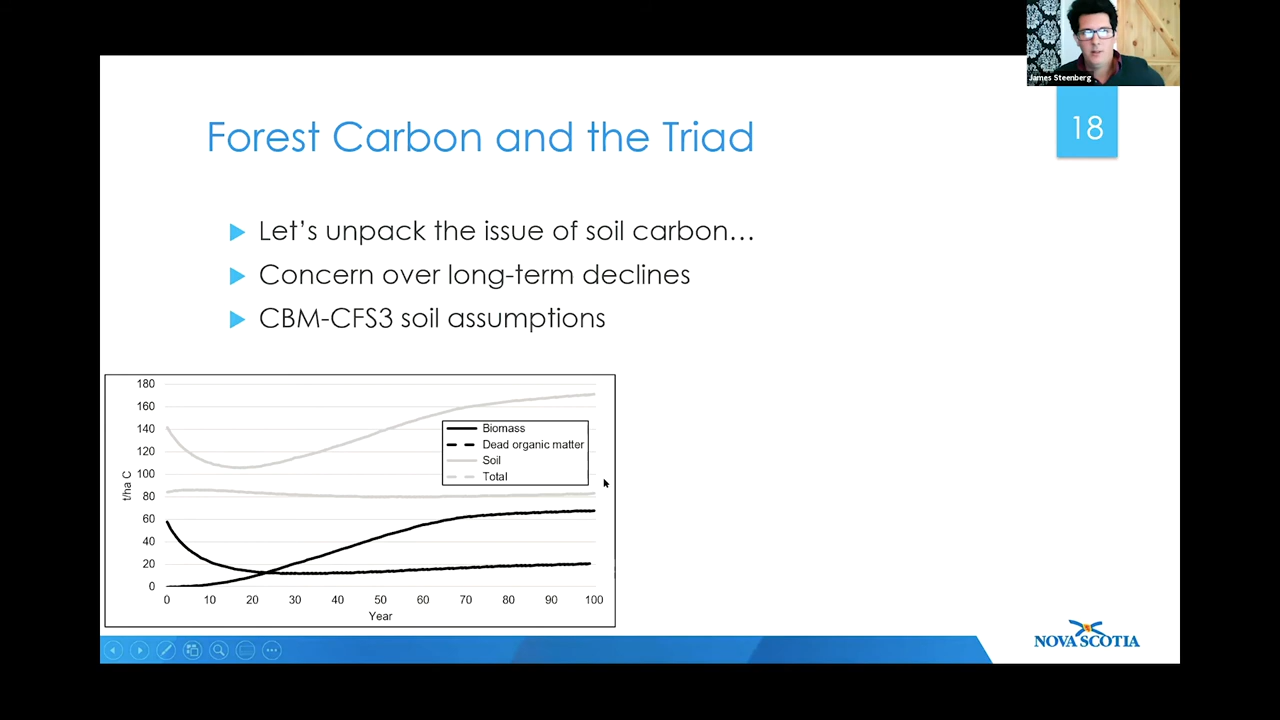 James Steenberg
18
Forest Carbon and the Triad
Let's unpack the issue of soil carbon…
Concern over long-term declines
CBM-CFS3 soil assumptions
180
160
140
120
100
80
60
40
20
0
t/ha C
Biomass
Dead organic matter
Soil
Total
0 10 20 30 40 50 60 70 80 90 100
Year
NOVA SCOTIA